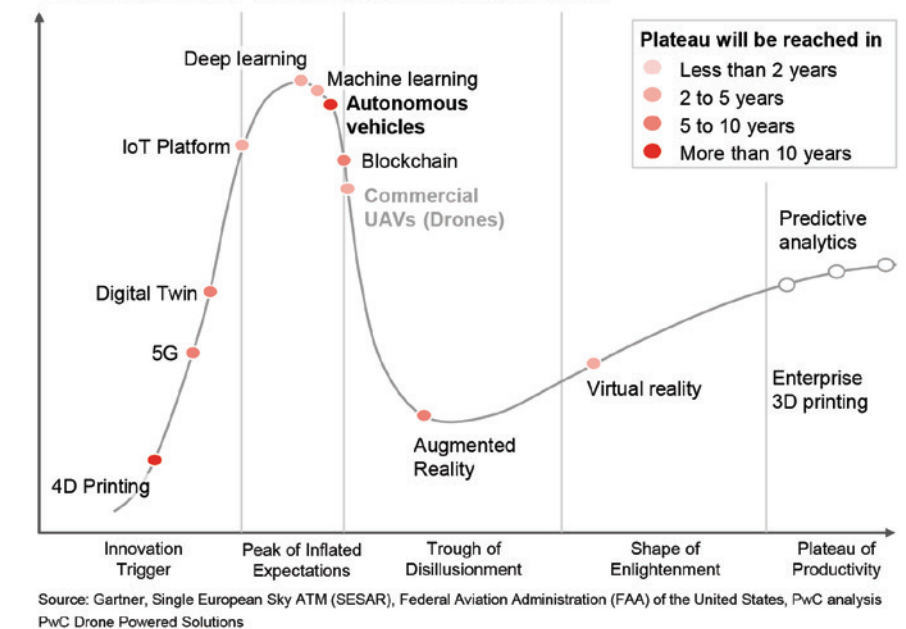 Plateau will be reached in
Less than 2 years
2 to 5 years
5 to 10 years
More than 10 years
Deep learning
Machine learning
Autonomous
vehicles
IoT Platform
Blockchain
Commercial
UAVs (Drones)
Predictive
analytics
Digital Twin
5G
Virtual reality
Enterprise
3D printing
Augmented
Reality
4D Printing
Innovation
Trigger
Peak of Inflated
Expectations
Trough of
Disillusionment
Shape of
Enlightenment
Plateau of
Productivity
Source: Gartner, Single European Sky ATM (SESAR), Federal Aviation Administration (FAA) of the United States, PwC analysis
PwC Drone Powered Solutions